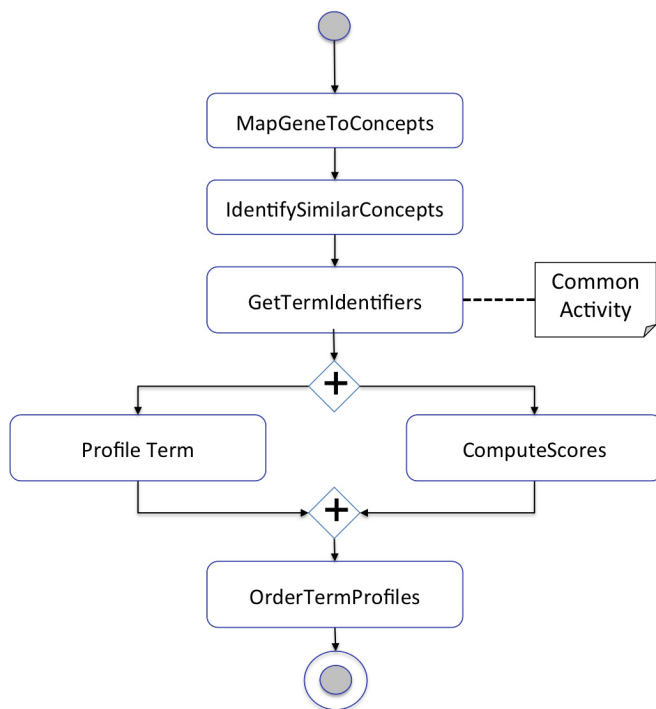 MapGeneToConcepts
IdentifySimilarConcepts
GetTermIdentifiers
Common
Activity
+
Profile Term
ComputeScores
+
OrderTermProfiles